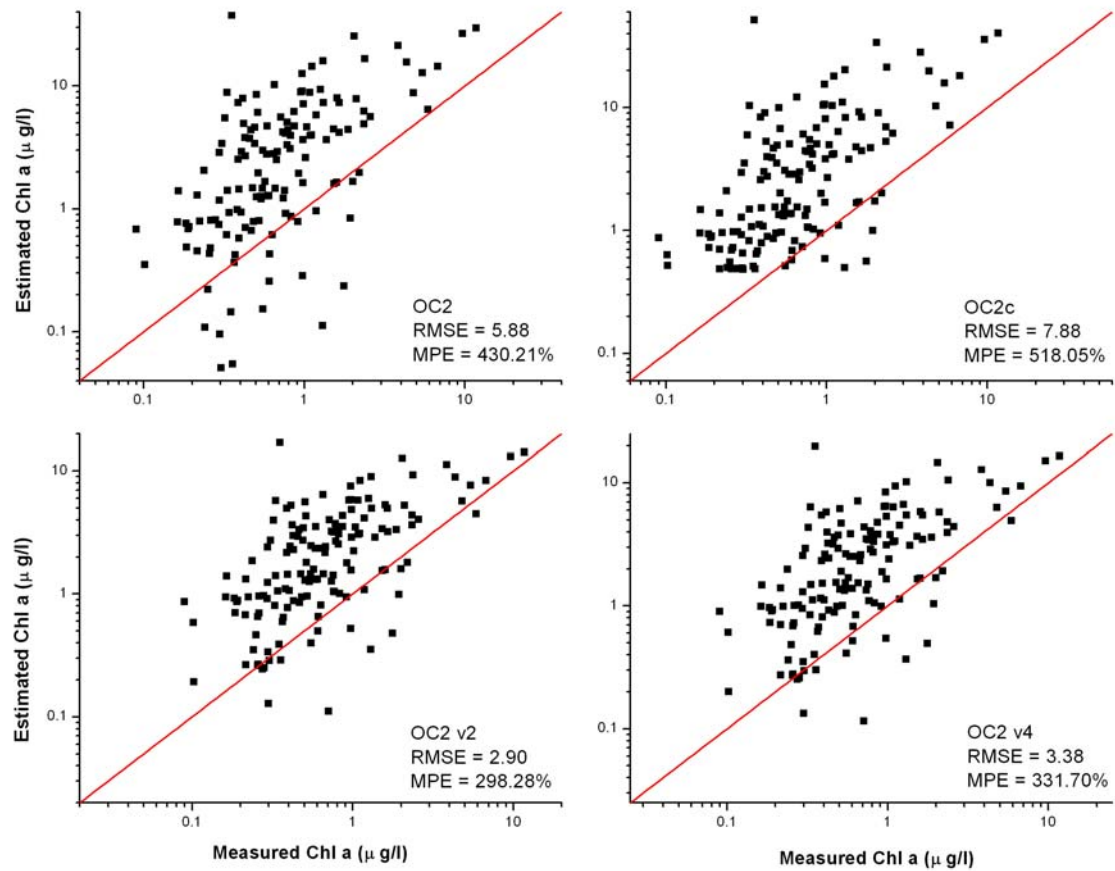 Estimated Chl a (μ g/l)
10
1
0.1
0.1
1
10
OC2
RMSE = 5.88
MPE = 430.21%
10
1
0.1
0.1
1
10
OC2c
RMSE = 7.88
MPE = 518.05%
Estimated Chl a (μ g/l)
10
1
0.1
0.1
1
10
OC2 v2
RMSE = 2.90
MPE = 298.28%
Measured Chl a (μ g/l)
10
1
0.1
0.1
1
10
OC2 v4
RMSE = 3.38
MPE = 331.70%
Measured Chl a (μ g/l)